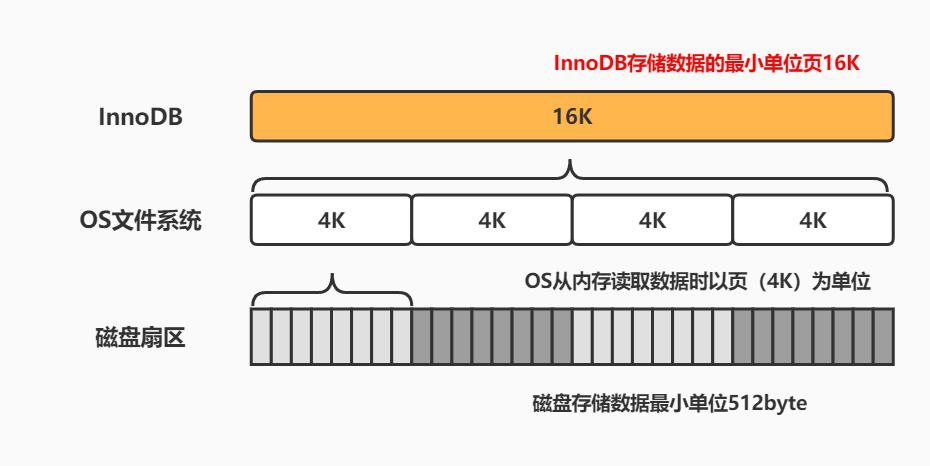 InnoDB存储数据的最小单位页16K
InnoDB
16K
OS文件系统
4K
4K
4K
4K
OS从内存读取数据时以页（4K）为单位
磁盘扇区
磁盘存储数据最小单位512byte